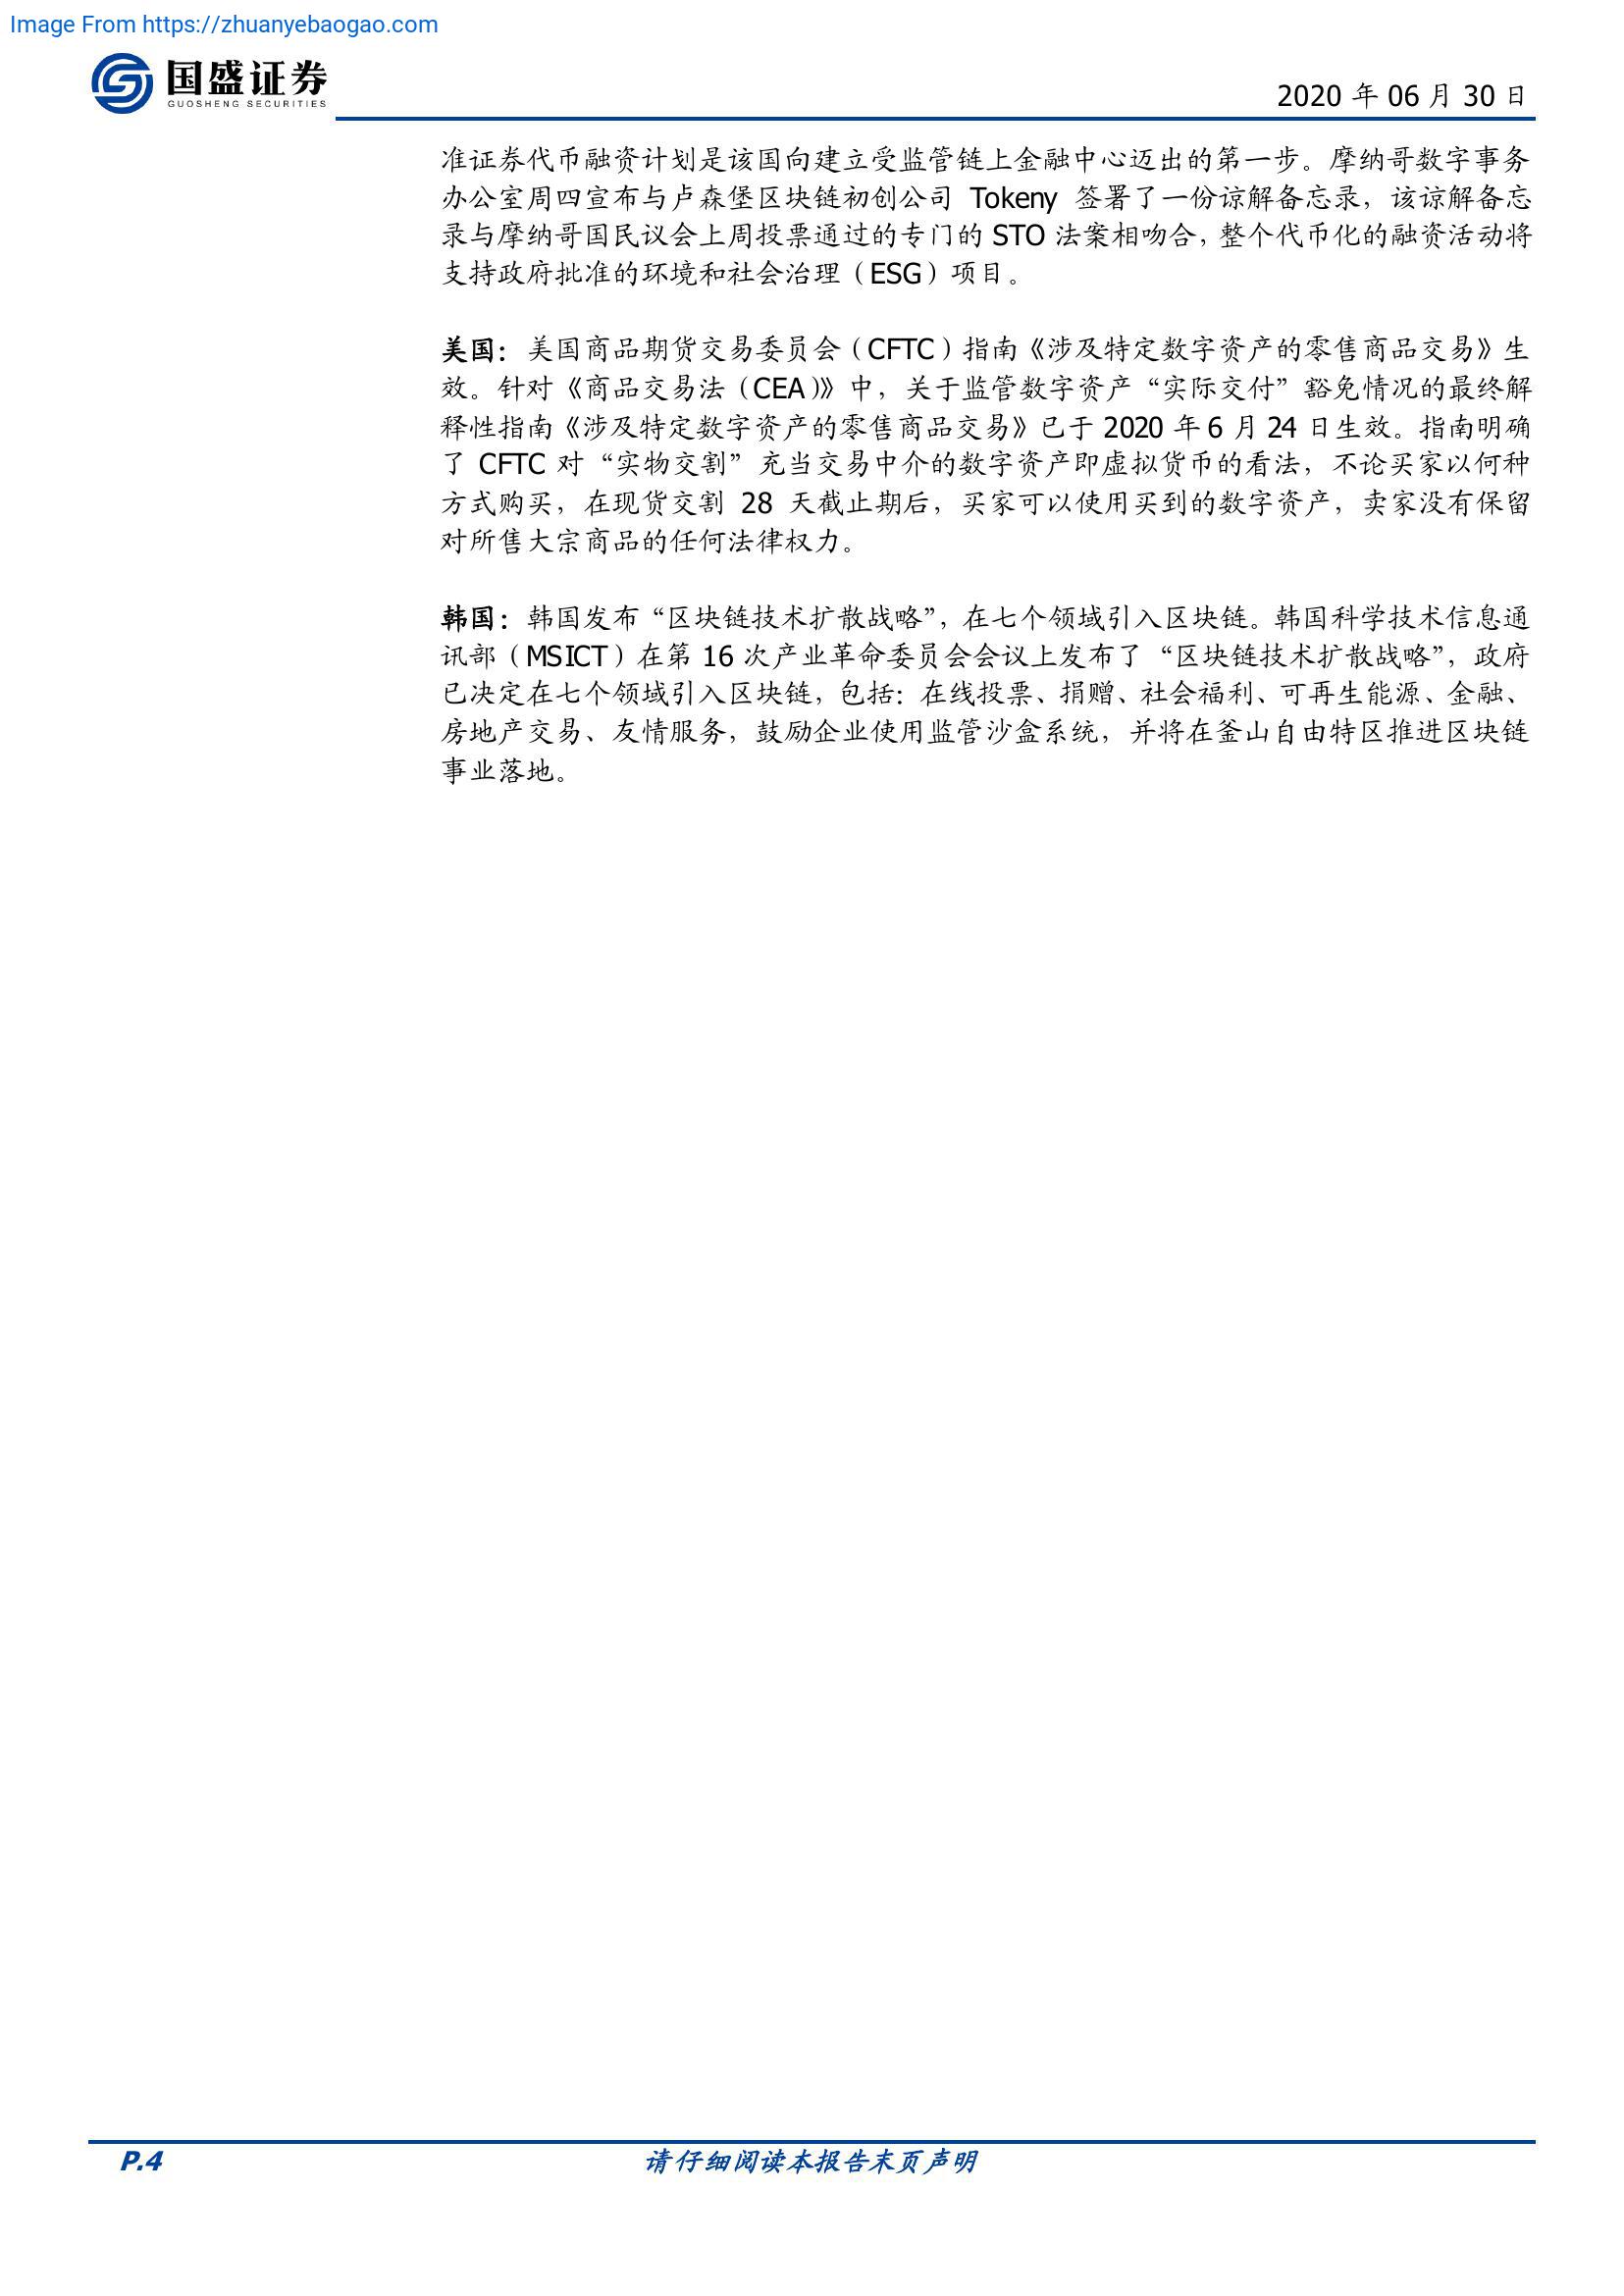 Image From https://zhuanyebaogao.com
国盛证券
GUOSHENG SECURITIES
2020 年 06 月 30 日
准证券代币融资计划是该国向建立受监管链上金融中心迈出的第一步。摩纳哥数字事务
办公室周四宣布与卢森堡区块链初创公司 Tokeny 签署了一份谅解备忘录，该谅解备忘
录与摩纳哥国民议会上周投票通过的专门的 STO 法案相吻合，整个代币化的融资活动将
支持政府批准的环境和社会治理（ESG）项目。
美国：美国商品期货交易委员会（CFTC）指南《涉及特定数字资产的零售商品交易》生
效。针对《商品交易法（CEA）》中，关于监管数字资产“实际交付”豁免情况的最终解
释性指南《涉及特定数字资产的零售商品交易》已于 2020 年 6 月 24 日生效。指南明确
了 CFTC 对“实物交割”充当交易中介的数字资产即虚拟货币的看法，不论买家以何种
方式购买，在现货交割 28 天截止期后，买家可以使用买到的数字资产，卖家没有保留
对所售大宗商品的任何法律权力。
韩国：韩国发布“区块链技术扩散战略”，在七个领域引入区块链。韩国科学技术信息通
讯部（MSICT）在第 16 次产业革命委员会会议上发布了“区块链技术扩散战略”，政府
已决定在七个领域引入区块链，包括：在线投票、捐赠、社会福利、可再生能源、金融、
房地产交易、友情服务，鼓励企业使用监管沙盒系统，并将在釜山自由特区推进区块链
事业落地。
P.4
请仔细阅读本报告末页声明